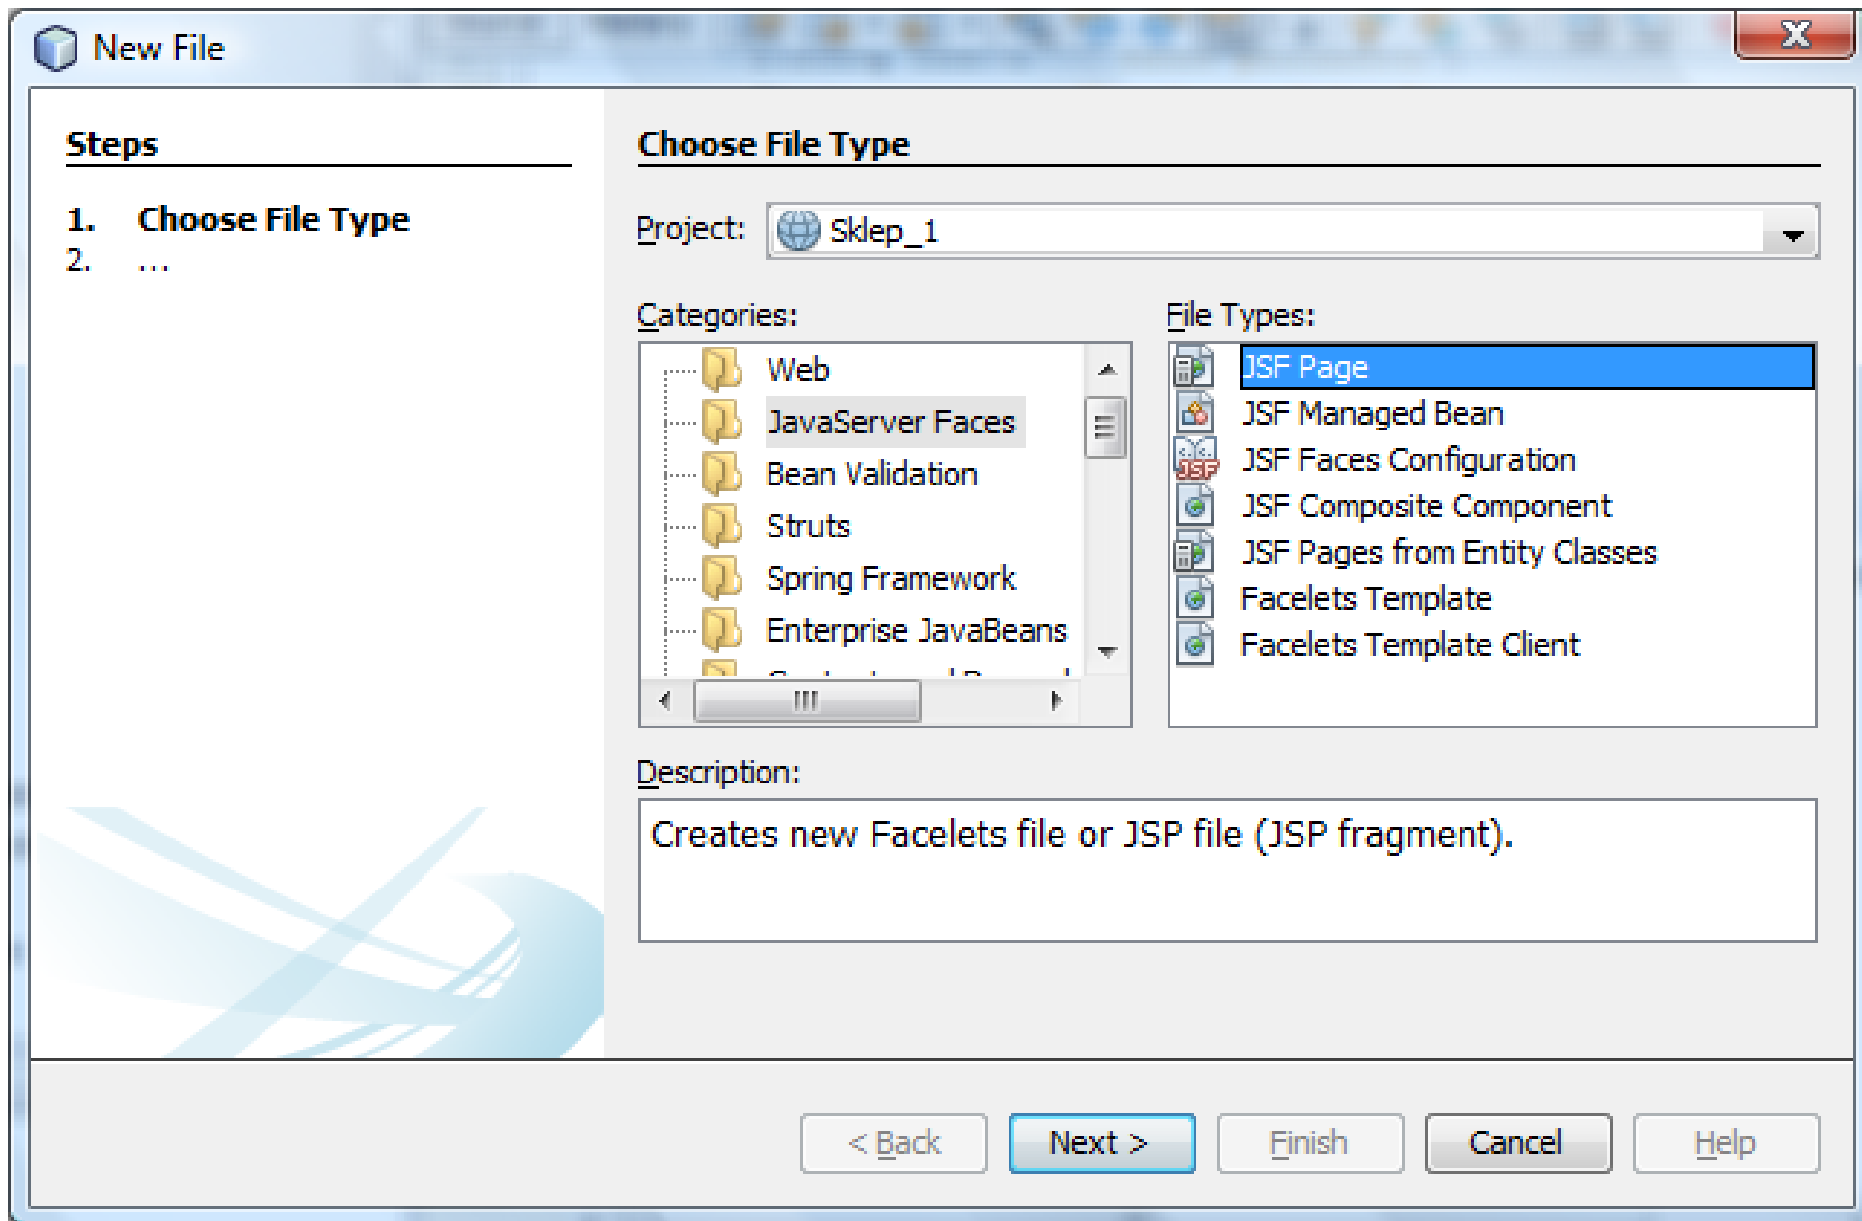 New File
Steps
1. Choose File Type
2. ...
Choose File Type
Project: Sklep_1
Categories:
Web
JavaServer Faces
Bean Validation
Struts
Spring Framework
Enterprise JavaBeans
File Types:
JSF Page
JSF Managed Bean
JSF Faces Configuration
JSF Composite Component
JSF Pages from Entity Classes
Facelets Template
Facelets Template Client
Description:
Creates new Facelets file or JSP file (JSP fragment).
< Back
Next >
Finish
Cancel
Help